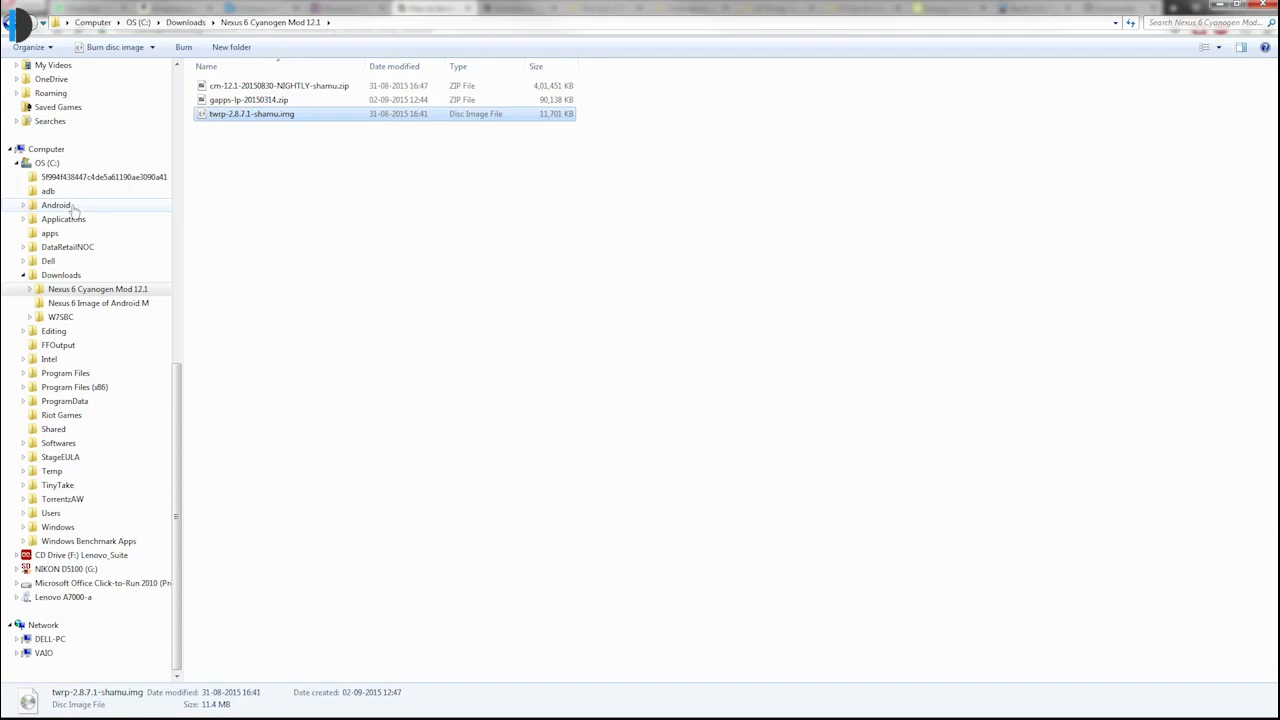 Computer OS (C:) Downloads Nexus 6 Cyanogen Mod 12.1
Search Nexus 6 Cyanogen Mod...
Organize Burn disc image Burn New folder
Name Date modified Type Size
cm-12.1-20150830-NIGHTLY-shamu.zip 31-08-2015 16:47 ZIP File 4,01,451 KB
gapps-lp-20150314.zip 02-09-2015 12:44 ZIP File 90,138 KB
twrp-2.8.7.1-shamu.img 31-08-2015 16:41 Disc Image File 11,701 KB
My Videos
OneDrive
Roaming
Saved Games
Searches
Computer
OS (C:)
5f994f438447c4de5a61190ae3090a41
adb
Android
Applications
apps
DataRetailNOC
Dell
Downloads
Nexus 6 Cyanogen Mod 12.1
Nexus 6 Image of Android M
W7SBC
Editing
FFOutput
Intel
Program Files
Program Files (x86)
ProgramData
Riot Games
Shared
Softwares
StageEULA
Temp
TinyTake
TorrentzAW
Users
Windows
Windows Benchmark Apps
CD Drive (F:) Lenovo_Suite
NIKON D5100 (G:)
Microsoft Office Click-to-Run 2010 (Pr
Lenovo A7000-a
Network
DELL-PC
VAIO
twrp-2.8.7.1-shamu.img Date modified: 31-08-2015 16:41 Date created: 02-09-2015 12:47
Disc Image File Size: 11.4 MB